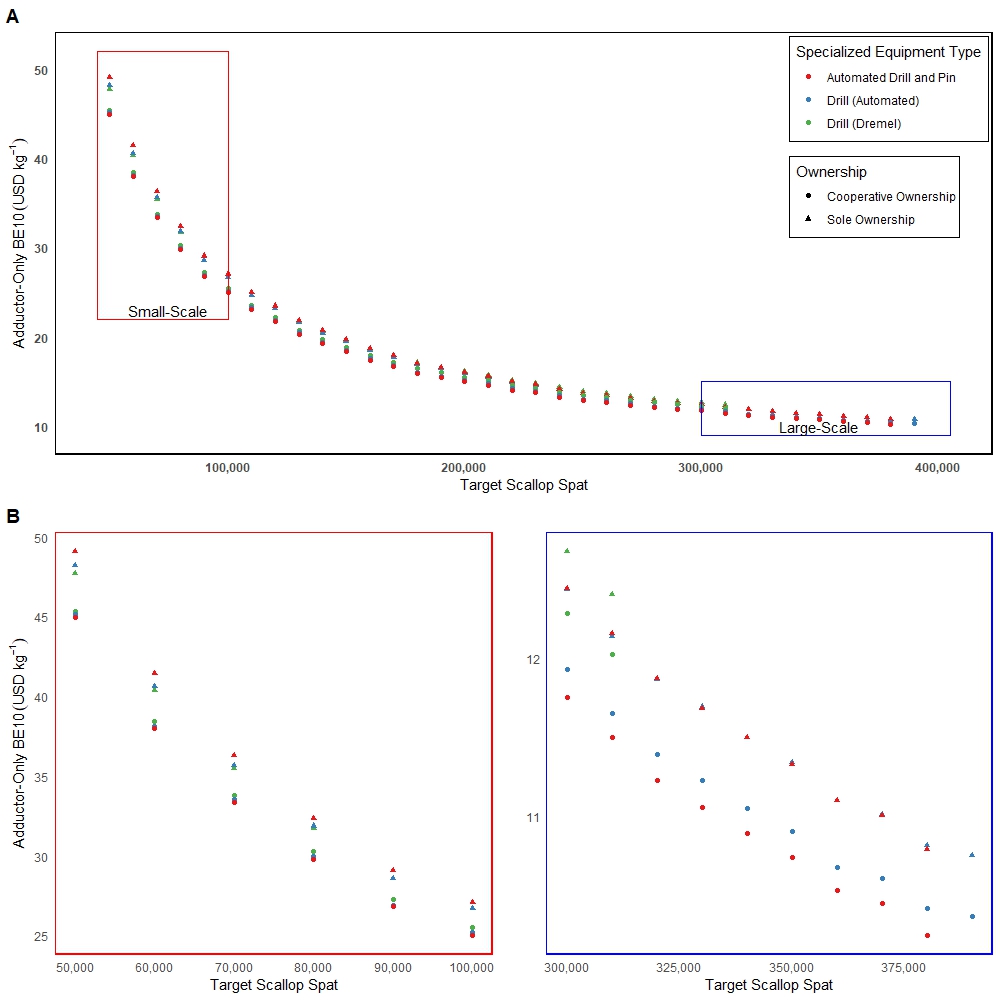 A
Adductor-Only BE10 (USD kg⁻¹)
50
40
30
20
10
Small-Scale
Large-Scale
Specialized Equipment Type
Automated Drill and Pin
Drill (Automated)
Drill (Dremel)
Ownership
Cooperative Ownership
Sole Ownership
100,000 200,000 300,000 400,000
Target Scallop Spat
B
Adductor-Only BE10 (USD kg⁻¹)
50
45
40
35
30
25
50,000 60,000 70,000 80,000 90,000 100,000
Target Scallop Spat
12
11
300,000 325,000 350,000 375,000
Target Scallop Spat